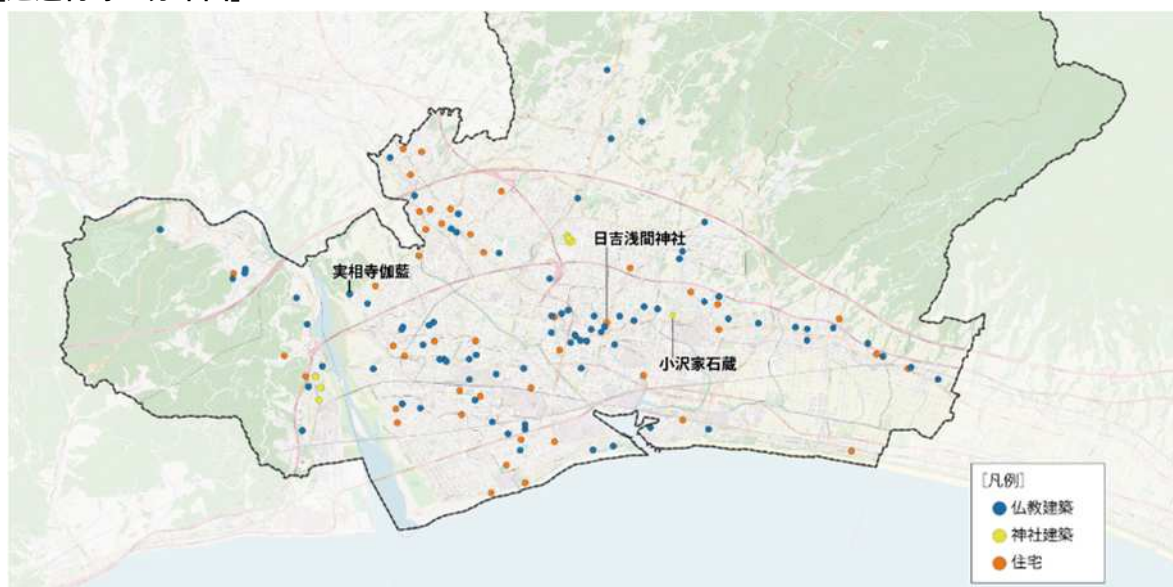 実相寺伽藍
日吉浅間神社
小沢家石蔵
[凡例]
仏教建築
神社建築
住宅